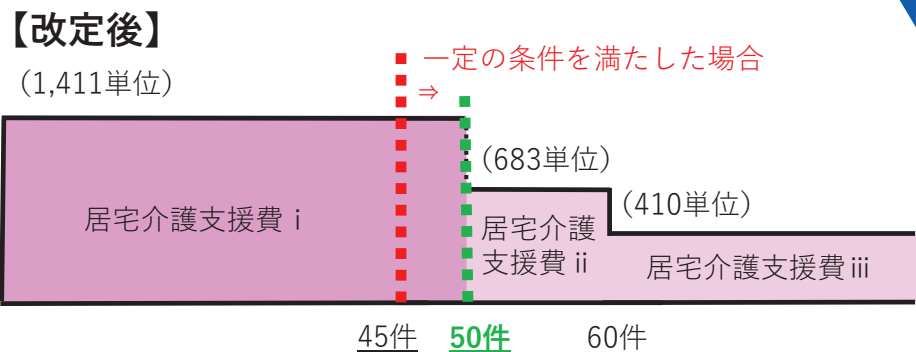 【改定後】
一定の条件を満たした場合
（1,411単位）
⇒
（683単位）
（410単位）
居宅介護支援費ⅰ
居宅介護
支援費ⅱ
居宅介護支援費ⅲ
45件
50件
60件